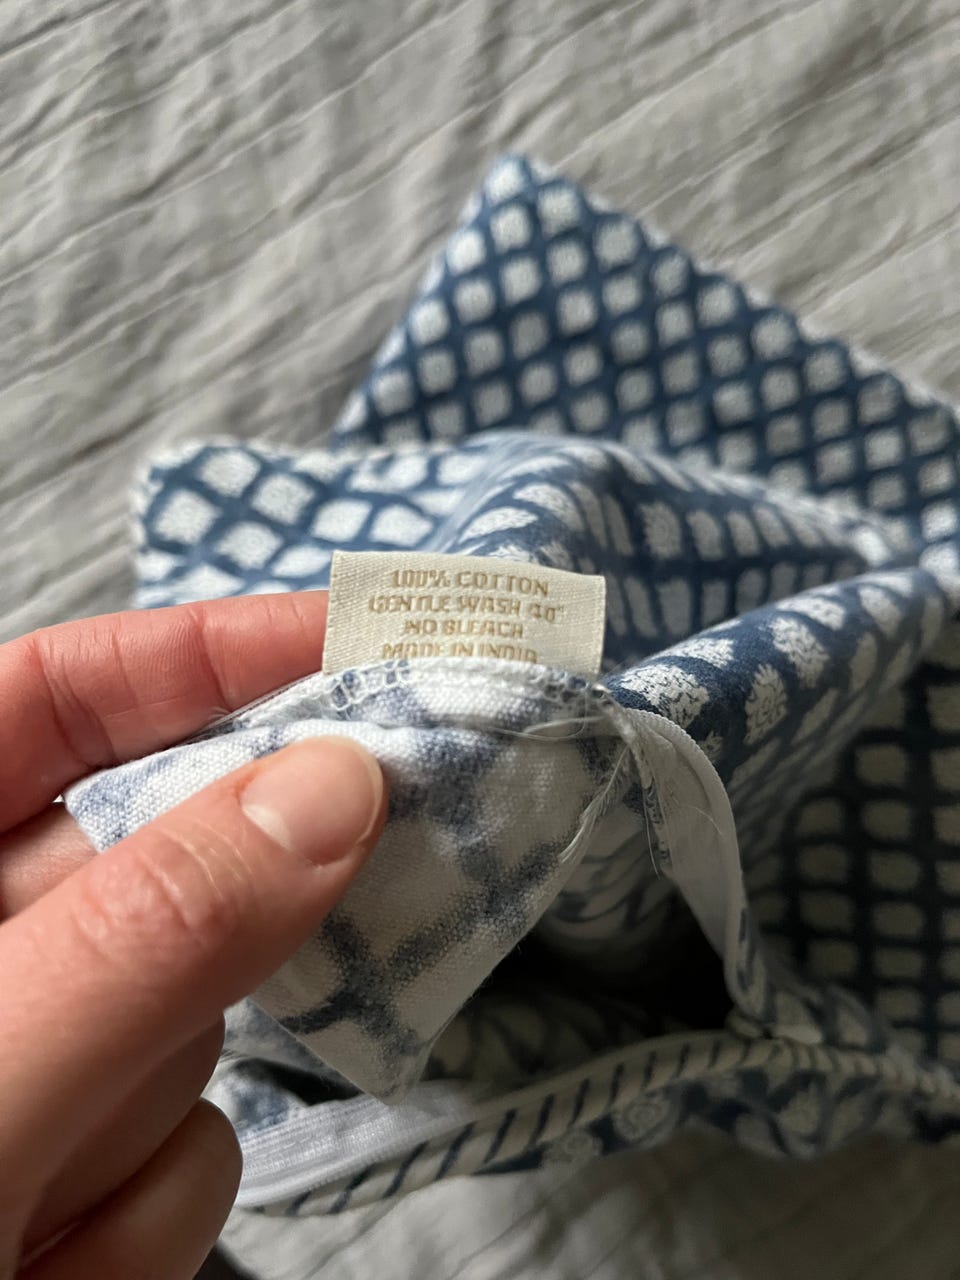 100% COTTON
GENTLE WASH 40°
NO BLEACH
MADE IN INDIA